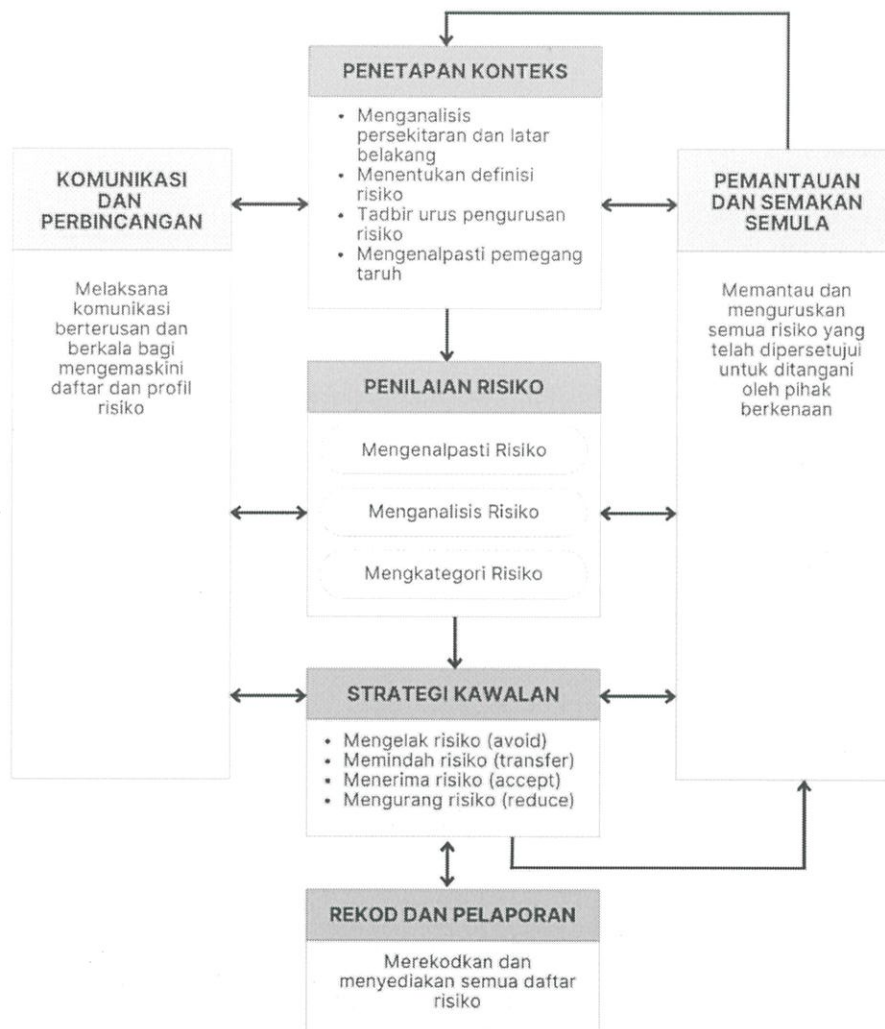 PENETAPAN KONTEKS
• Menganalisis
persekitaran dan latar
belakang
• Menentukan definisi
risiko
• Tadbir urus pengurusan
risiko
• Mengenalpasti pemegang
taruh
KOMUNIKASI
DAN
PERBINCANGAN
Melaksana
komunikasi
berterusan dan
berkala bagi
mengemaskini
daftar dan profil
risiko
PEMANTAUAN
DAN SEMAKAN
SEMULA
Memantau dan
menguruskan
semua risiko yang
telah dipersetujui
untuk ditangani
oleh pihak
berkenaan
PENILAIAN RISIKO
Mengenalpasti Risiko
Menganalisis Risiko
Mengkategori Risiko
STRATEGI KAWALAN
• Mengelak risiko (avoid)
• Memindah risiko (transfer)
• Menerima risiko (accept)
• Mengurang risiko (reduce)
REKOD DAN PELAPORAN
Merekodkan dan
menyediakan semua daftar
risiko